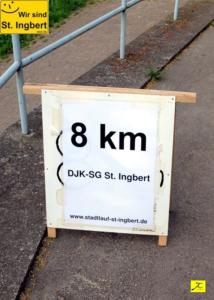 Wir sind
St. Ingbert
8 km
DJK-SG St. Ingbert
www.stadtlauf-st-ingbert.de